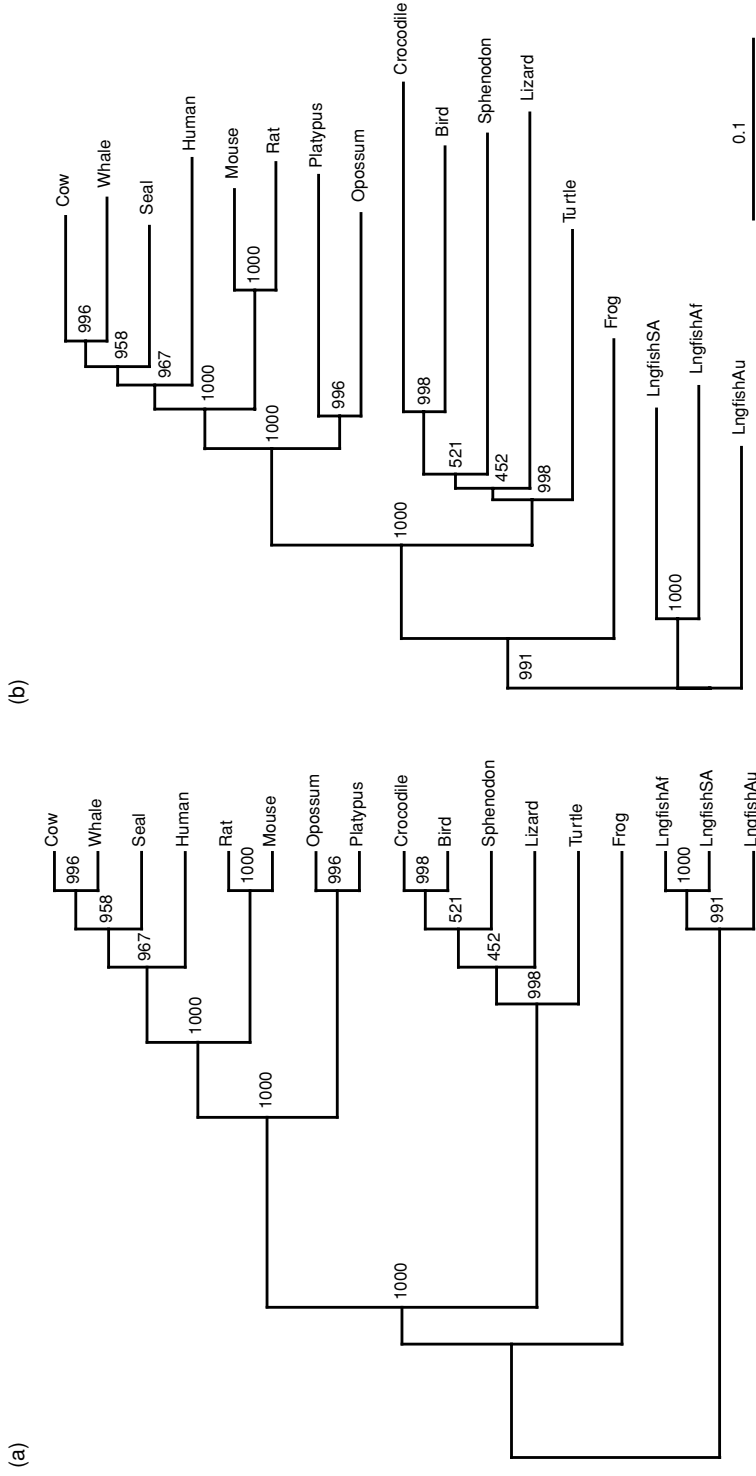 (a)
Cow
Whale
Seal
Human
Rat
Mouse
Opossum
Platypus
Crocodile
Bird
Sphenodon
Lizard
Turtle
Frog
LngfishAf
LngfishSA
LngfishAu
996
958
967
1000
1000
1000
996
998
521
452
998
1000
1000
991
(b)
Cow
Whale
Seal
Human
Mouse
Rat
Platypus
Opossum
Crocodile
Bird
Sphenodon
Lizard
Turtle
Frog
LngfishSA
LngfishAf
LngfishAu
996
958
967
1000
1000
1000
996
998
521
452
998
1000
991
1000
0.1